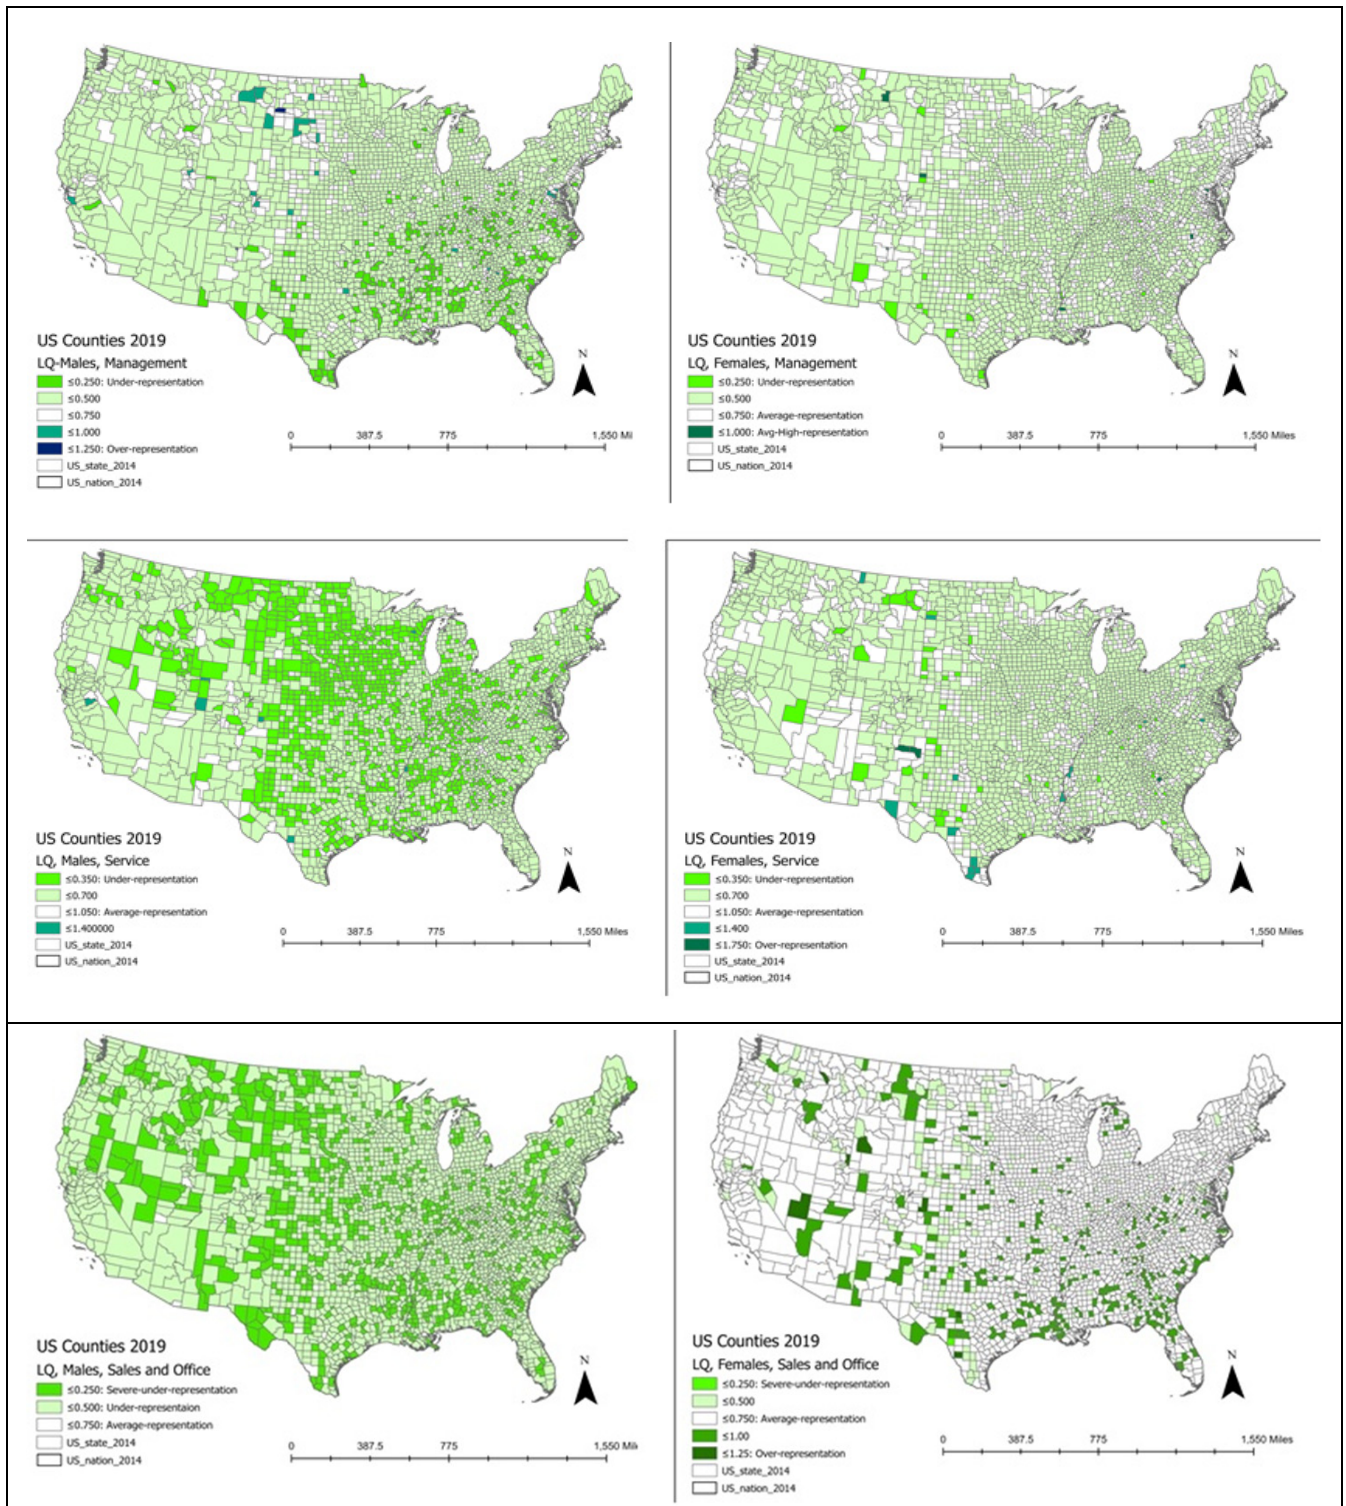 N
US Counties 2019
LQ-Males, Management
≤0.250: Under-representation
≤0.500
≤0.750
≤1.000
≤1.250: Over-representation
US_state_2014
US_nation_2014
0 387.5 775 1,550 Mi
N
US Counties 2019
LQ, Females, Management
≤0.250: Under-representation
≤0.500
≤0.750: Average-representation
≤1.000: Avg-High-representation
US_state_2014
US_nation_2014
0 387.5 775 1,550 Miles
N
US Counties 2019
LQ, Males, Service
≤0.350: Under-representation
≤0.700
≤1.050: Average-representation
≤1.400000
US_state_2014
US_nation_2014
0 387.5 775 1,550 Miles
N
US Counties 2019
LQ, Females, Service
≤0.350: Under-representation
≤0.700
≤1.050: Average-representation
≤1.400
≤1.750: Over-representation
US_state_2014
US_nation_2014
0 387.5 775 1,550 Miles
N
US Counties 2019
LQ, Males, Sales and Office
≤0.250: Severe-under-representation
≤0.500: Under-representaion
≤0.750: Average-representation
US_state_2014
US_nation_2014
0 387.5 775 1,550 Mil
N
US Counties 2019
LQ, Females, Sales and Office
≤0.250: Severe-under-representation
≤0.500
≤0.750: Average-representation
≤1.00
≤1.25: Over-representation
US_state_2014
US_nation_2014
0 387.5 775 1,550 Miles